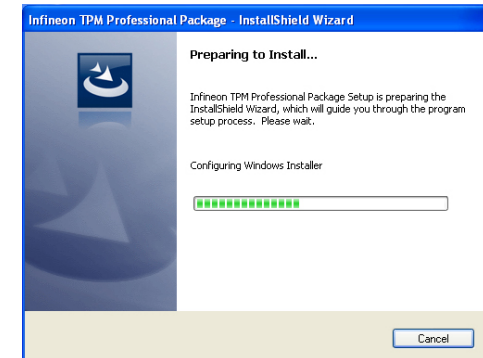 Infineon TPM Professional Package - InstallShield Wizard
Preparing to Install...
Infineon TPM Professional Package Setup is preparing the
InstallShield Wizard, which will guide you through the program
setup process. Please wait.
Configuring Windows Installer
Cancel